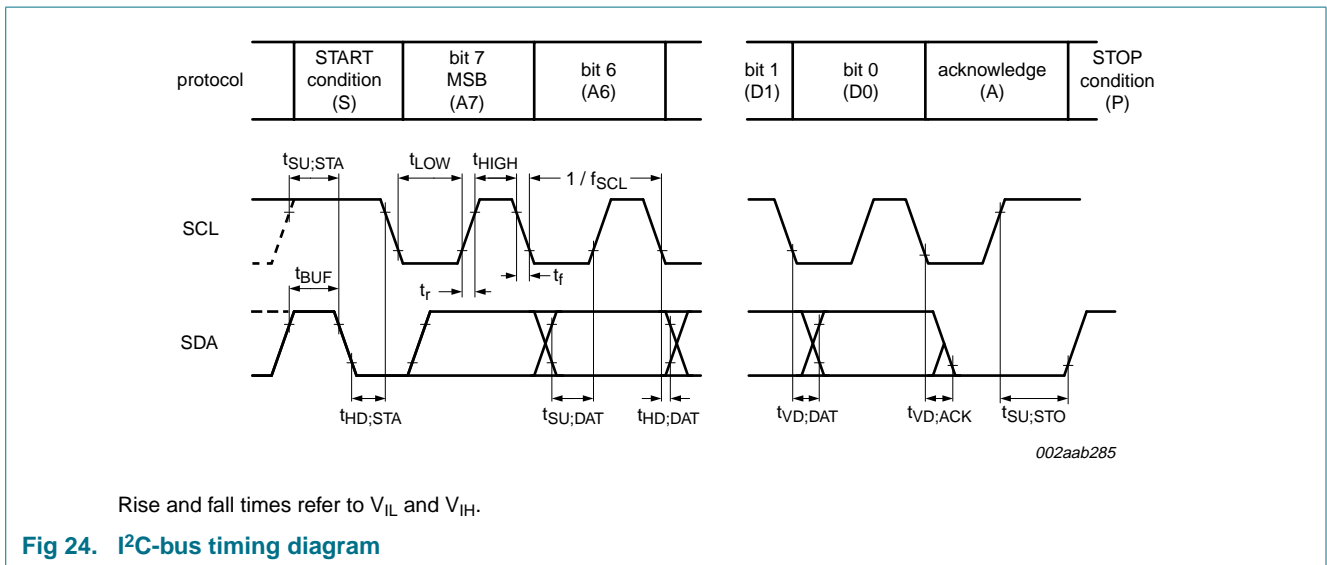 protocol
START
condition
(S)
bit 7
MSB
(A7)
bit 6
(A6)
bit 1
(D1)
bit 0
(D0)
acknowledge
(A)
STOP
condition
(P)
tSU;STA
tLOW
tHIGH
1 / fSCL
SCL
tBUF
tr
tf
SDA
tHD;STA
tSU;DAT
tHD;DAT
tVD;DAT
tVD;ACK
tSU;STO
002aab285
Rise and fall times refer to VIL and VIH.
Fig 24. I2C-bus timing diagram